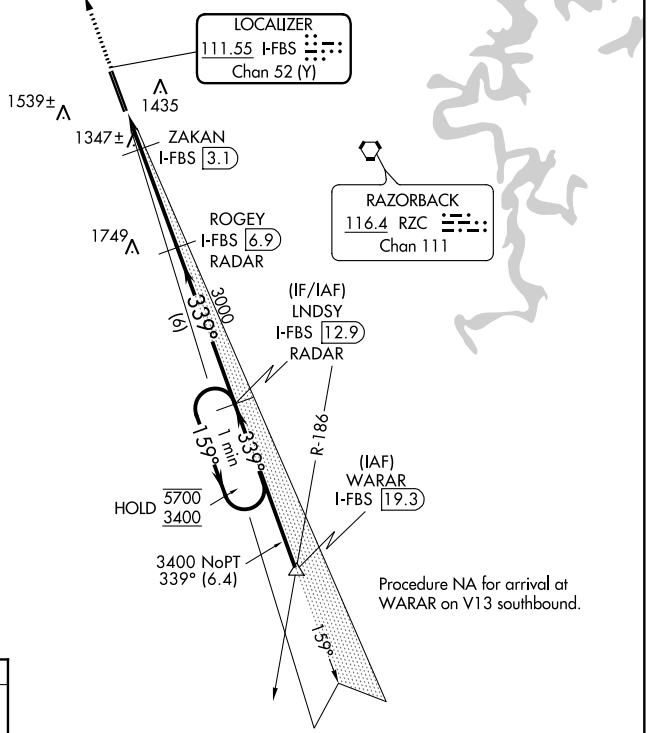 LOCALIZER
111.55 I-FBS
Chan 52 (Y)
1539±
1435
1347±
ZAKAN
I-FBS 3.1
RAZORBACK
116.4 RZC
Chan 111
ROGEY
I-FBS 6.9
RADAR
1749
3000
339°
(6)
(IF/IAF)
LNDSY
I-FBS 12.9
RADAR
R-186
1 min
159°
339°
HOLD 5700
3400
(IAF)
WARAR
I-FBS 19.3
3400 NoPT
339° (6.4)
Procedure NA for arrival at
WARAR on V13 southbound.
159°